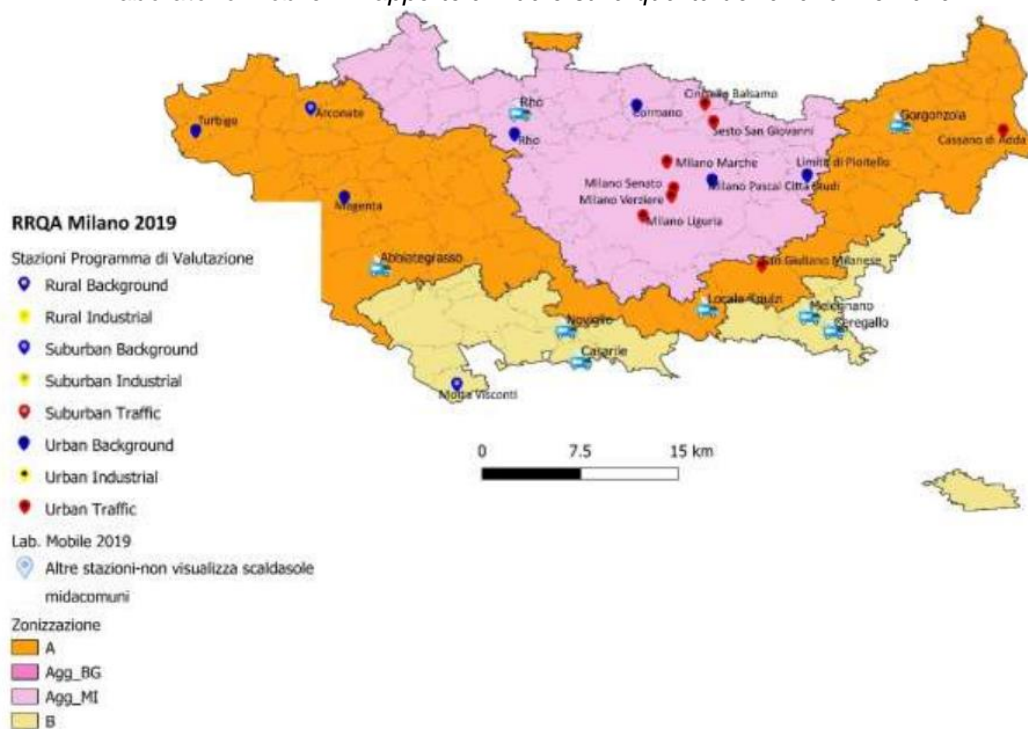 Rho
Cinisello Balsamo
Cormano
Gorgonzola
Turbigo
Arconate
Sesto San Giovanni
Cassano di Adda
Rho
Milano Marche
Limiti di Pioltello
Milano Senato
Milano Pascal Città Studi
Magenta
Milano Verziere
Milano Liguria
RRQA Milano 2019
Stazioni Programma di Valutazione
Abbiategrasso
San Giuliano Milanese
Rural Background
Locate
Melegnano
Rural Industrial
Noviglio
Ceregallo
Suburban Background
Casarile
Suburban Industrial
Motta Visconti
Suburban Traffic
Urban Background
0 7.5 15 km
Urban Industrial
Urban Traffic
Lab. Mobile 2019
Altre stazioni-non visualizza scaldasole
midacomuni
Zonizzazione
A
Agg_BG
Agg_MI
B